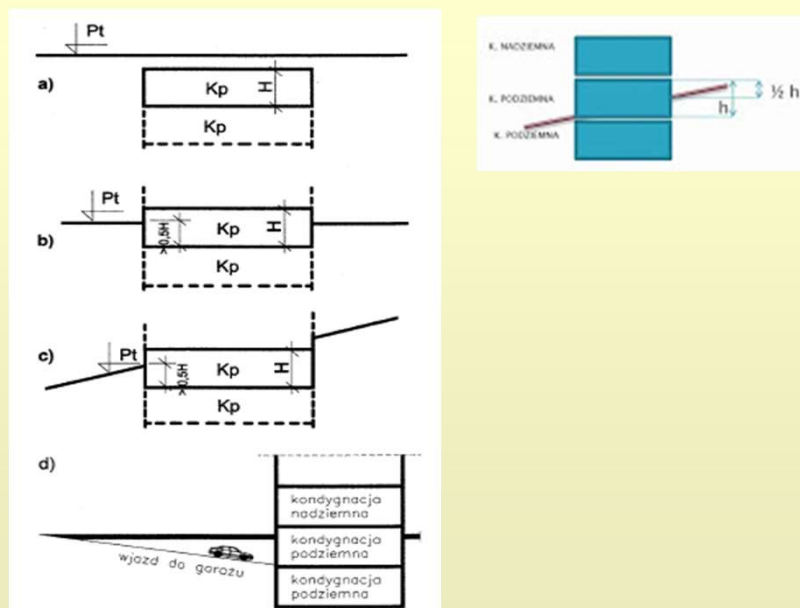 Pt
a)
Kp
H
Kp
Pt
b)
>0,5H
Kp
H
Kp
c)
Pt
>0,5H
Kp
H
Kp
d)
kondygnacja
nadziemna
kondygnacja
podziemna
wjazd do garażu
kondygnacja
podziemna
K. NADZIEMNA
K. PODZIEMNA
½ h
h
K. PODZIEMNA